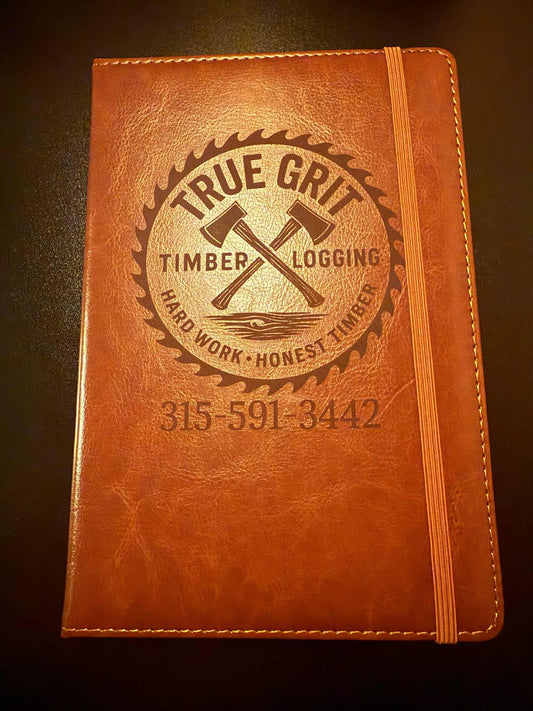 TRUE GRIT
TIMBER LOGGING
HARD WORK • HONEST TIMBER
315-591-3442